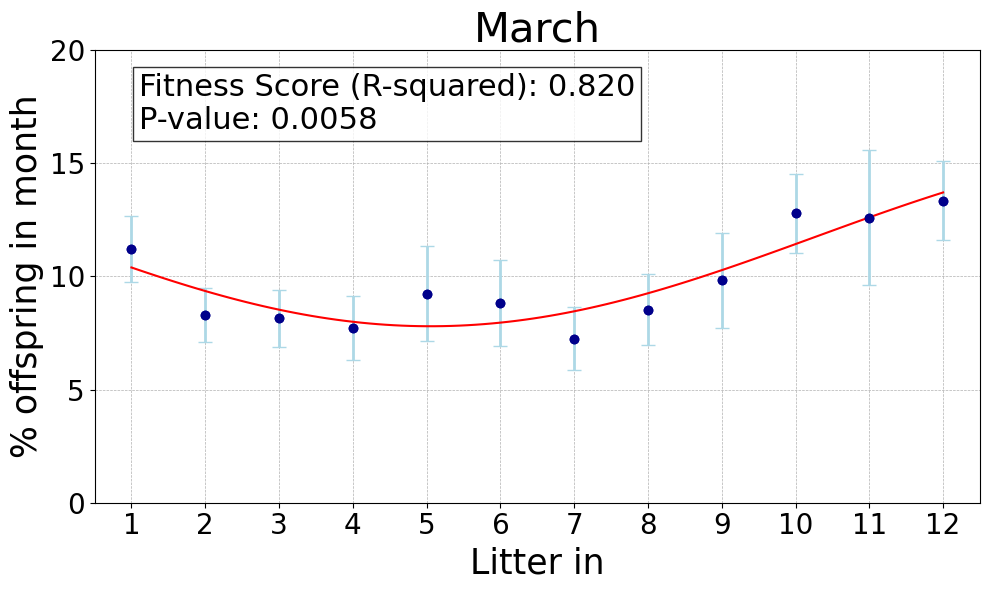 March
% offspring in month
20
15
10
5
0
Fitness Score (R-squared): 0.820
P-value: 0.0058
1 2 3 4 5 6 7 8 9 10 11 12
Litter in